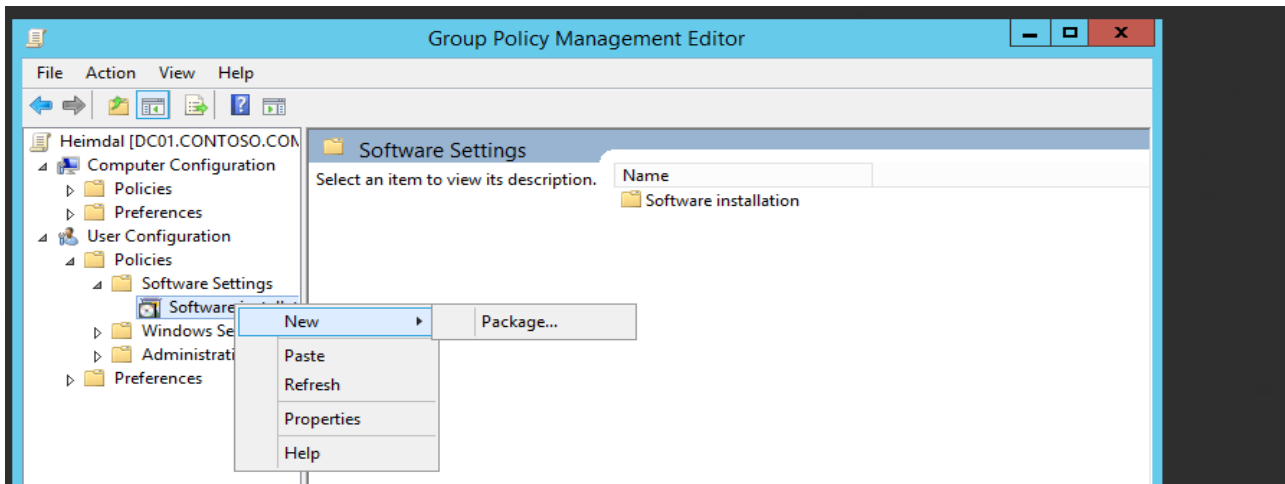 Group Policy Management Editor
File Action View Help
Heimdal [DC01.CONTOSO.COM
Computer Configuration
Policies
Preferences
User Configuration
Policies
Software Settings
Software
Windows Se
Administrati
Preferences
Software Settings
Select an item to view its description.
Name
Software installation
New
Package...
Paste
Refresh
Properties
Help